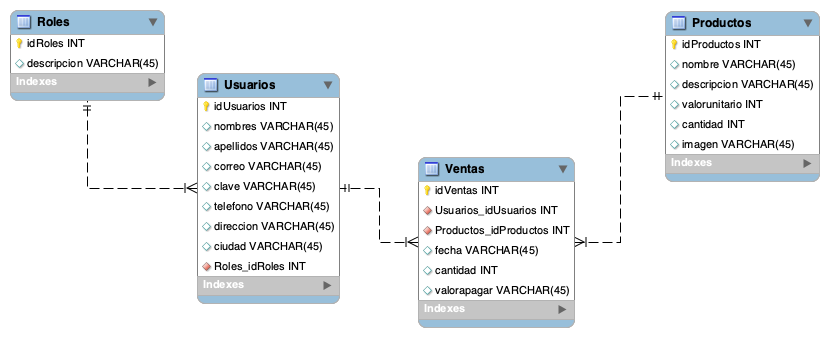 Roles
idRoles INT
descripcion VARCHAR(45)
Indexes
Usuarios
idUsuarios INT
nombres VARCHAR(45)
apellidos VARCHAR(45)
correo VARCHAR(45)
clave VARCHAR(45)
telefono VARCHAR(45)
direccion VARCHAR(45)
ciudad VARCHAR(45)
Roles_idRoles INT
Indexes
Ventas
idVentas INT
Usuarios_idUsuarios INT
Productos_idProductos INT
fecha VARCHAR(45)
cantidad INT
valorapagar VARCHAR(45)
Indexes
Productos
idProductos INT
nombre VARCHAR(45)
descripcion VARCHAR(45)
valorunitario INT
cantidad INT
imagen VARCHAR(45)
Indexes